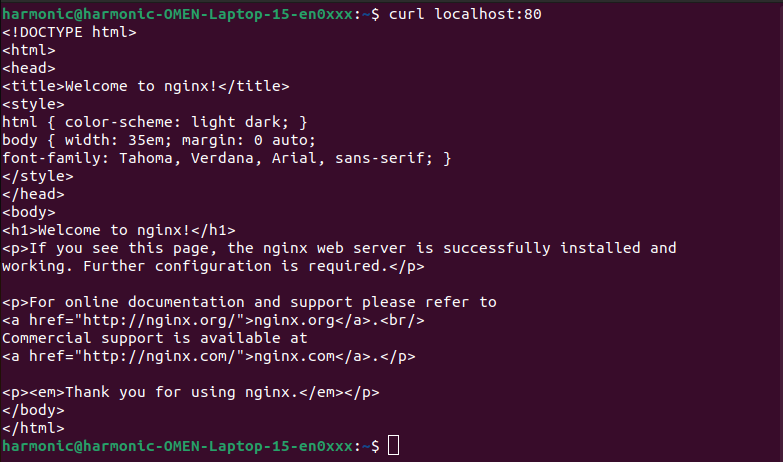 harmonic@harmonic-OMEN-Laptop-15-en0xxx:~$ curl localhost:80
<!DOCTYPE html>
<html>
<head>
<title>Welcome to nginx!</title>
<style>
html { color-scheme: light dark; }
body { width: 35em; margin: 0 auto;
font-family: Tahoma, Verdana, Arial, sans-serif; }
</style>
</head>
<body>
<h1>Welcome to nginx!</h1>
<p>If you see this page, the nginx web server is successfully installed and
working. Further configuration is required.</p>

<p>For online documentation and support please refer to
<a href="http://nginx.org/">nginx.org</a>.<br/>
Commercial support is available at
<a href="http://nginx.com/">nginx.com</a>.</p>

<p><em>Thank you for using nginx.</em></p>
</body>
</html>
harmonic@harmonic-OMEN-Laptop-15-en0xxx:~$